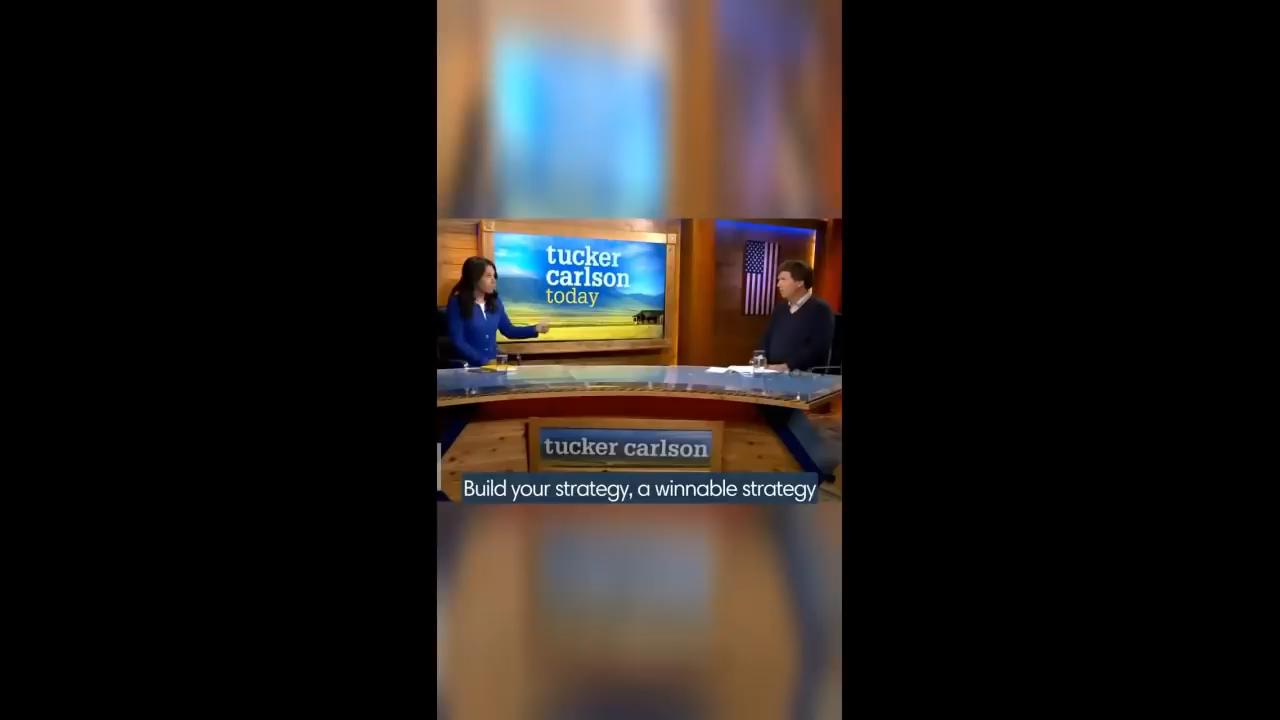 tucker
carlson
today
tucker carlson
Build your strategy, a winnable strategy